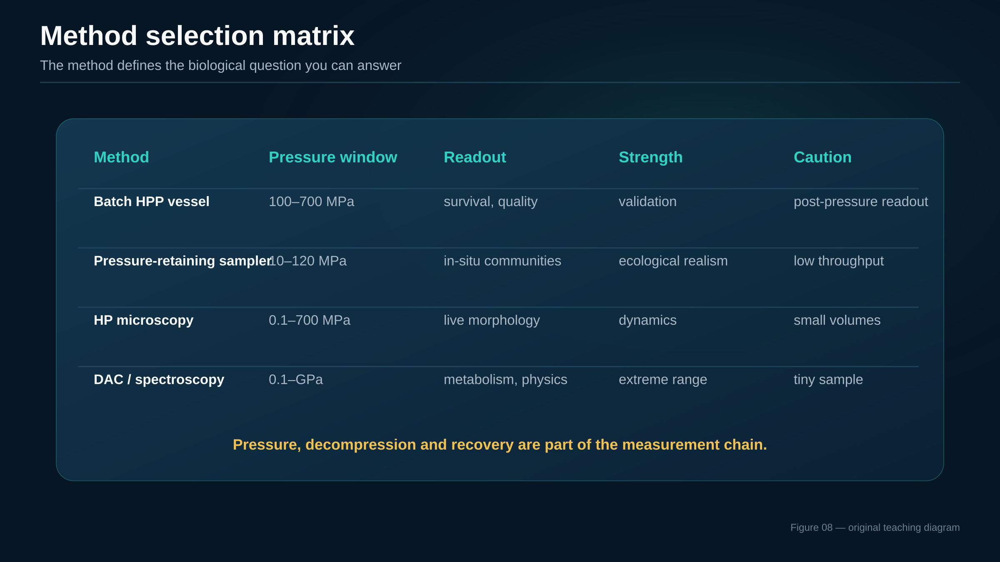 Method selection matrix
The method defines the biological question you can answer
Method Pressure window Readout Strength Caution
Batch HPP vessel 100–700 MPa survival, quality validation post-pressure readout
Pressure-retaining sampler 10–120 MPa in-situ communities ecological realism low throughput
HP microscopy 0.1–700 MPa live morphology dynamics small volumes
DAC / spectroscopy 0.1–GPa metabolism, physics extreme range tiny sample
Pressure, decompression and recovery are part of the measurement chain.
Figure 08 — original teaching diagram